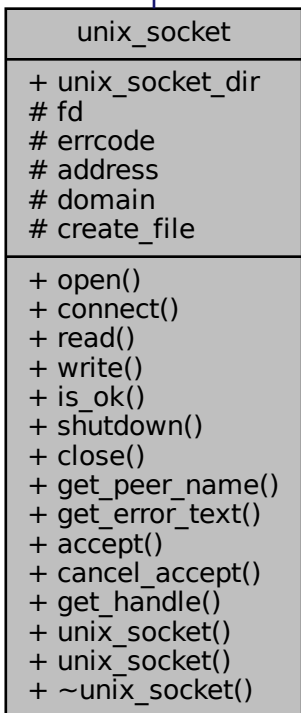 unix_socket
+ unix_socket_dir
# fd
# errcode
# address
# domain
# create_file
+ open()
+ connect()
+ read()
+ write()
+ is_ok()
+ shutdown()
+ close()
+ get_peer_name()
+ get_error_text()
+ accept()
+ cancel_accept()
+ get_handle()
+ unix_socket()
+ unix_socket()
+ ~unix_socket()